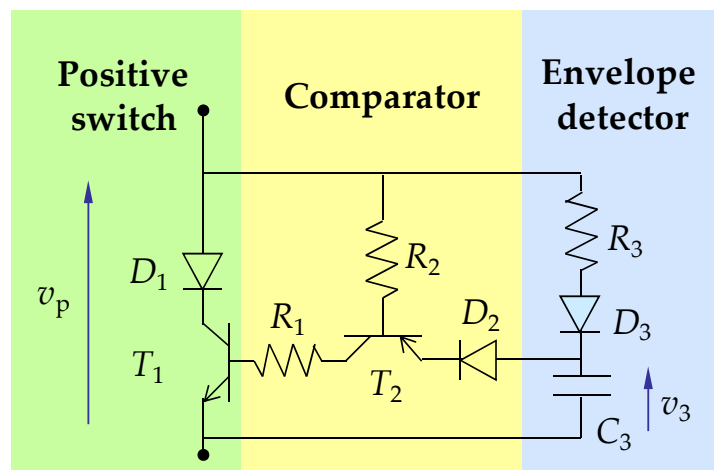 Positive
switch
Comparator
Envelope
detector
D1
R2
R3
vp
R1
D2
D3
T1
T2
v3
C3